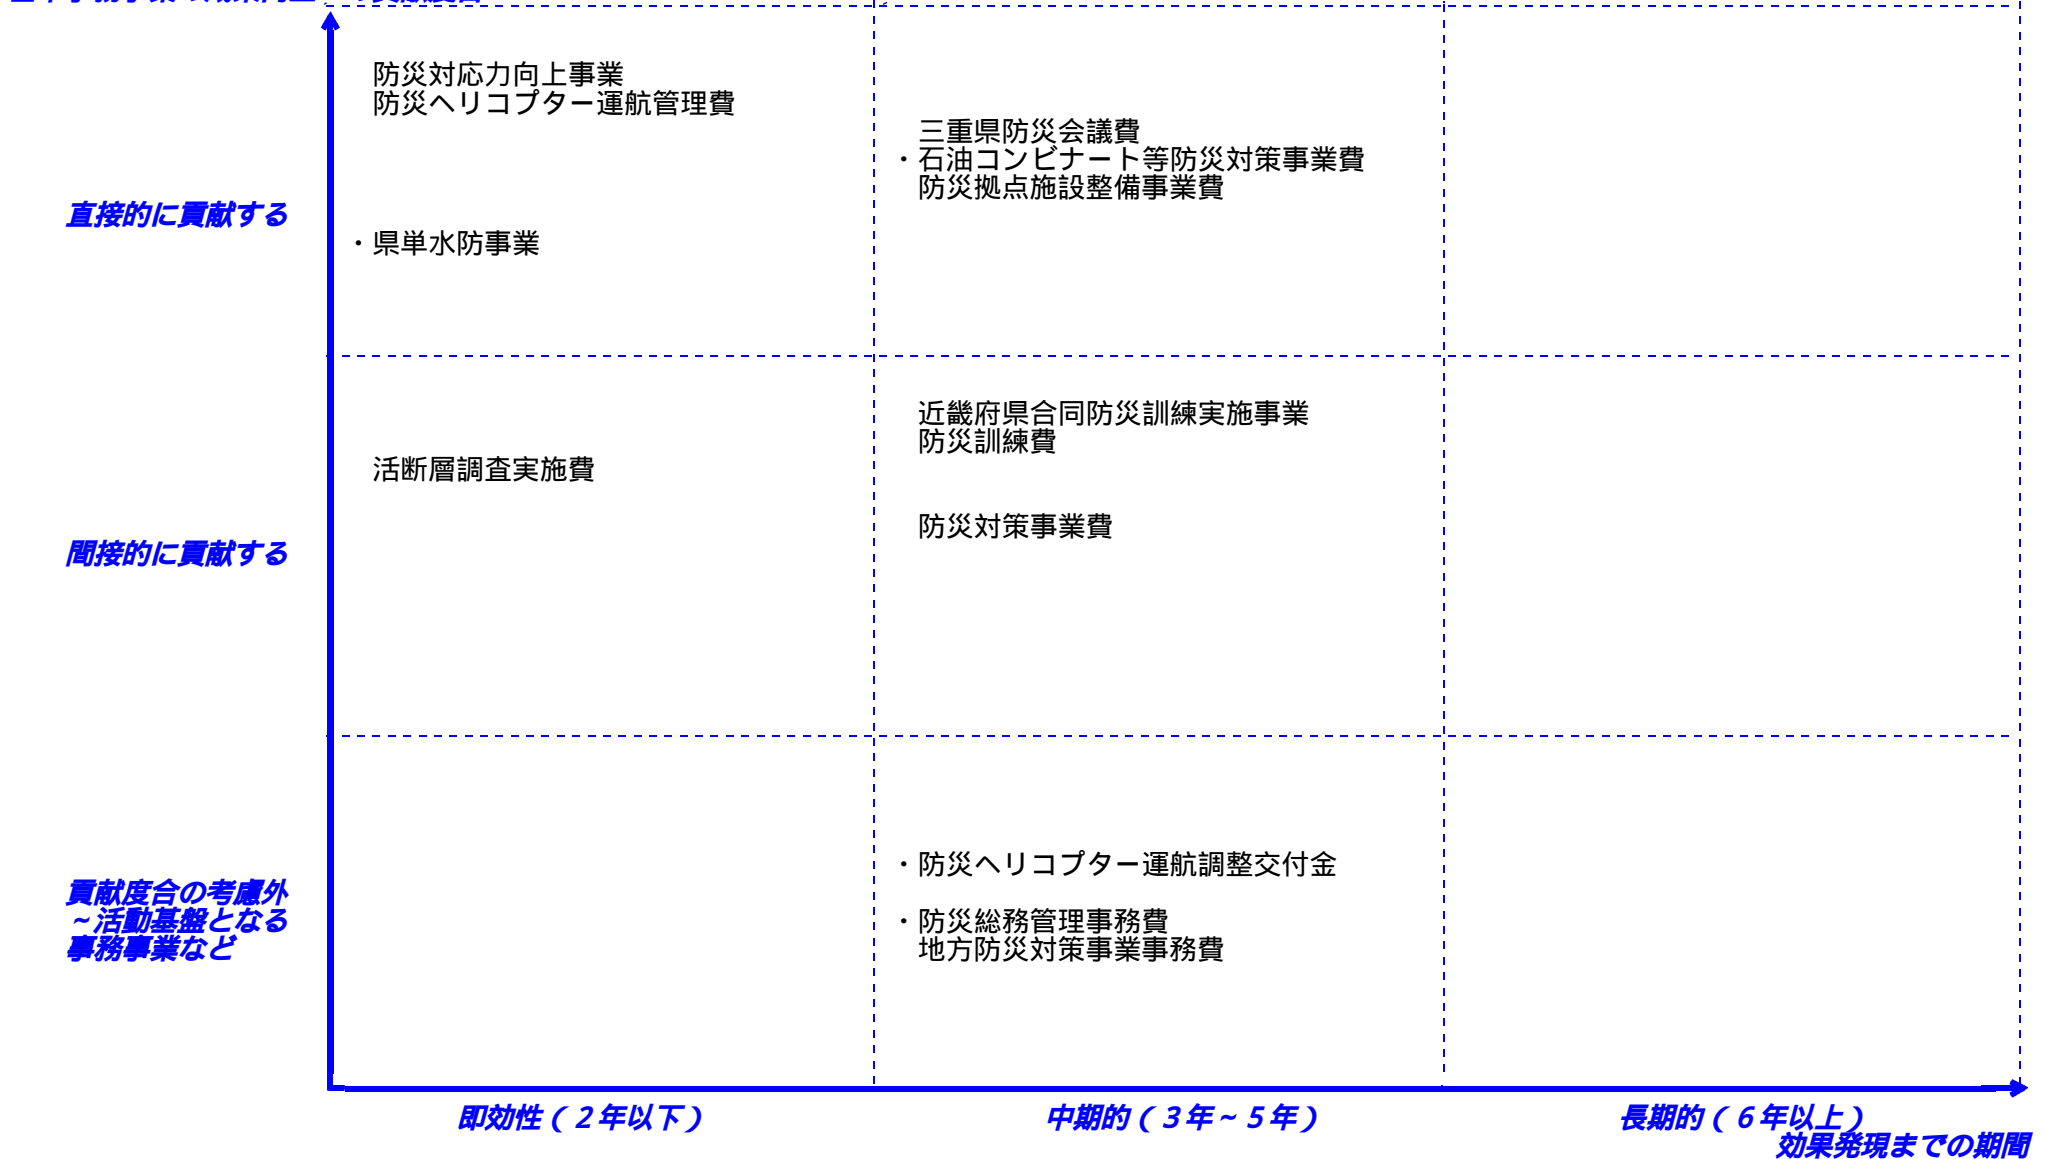 防災対応力向上事業
防災ヘリコプター運航管理費
三重県防災会議費
・石油コンビナート等防災対策事業費
防災拠点施設整備事業費
直接的に貢献する
・県単水防事業
近畿府県合同防災訓練実施事業
防災訓練費
活断層調査実施費
防災対策事業費
間接的に貢献する
・防災ヘリコプター運航調整交付金
貢献度合の考慮外
~活動基盤となる
事務事業など
・防災総務管理事務費
地方防災対策事業事務費
即効性（２年以下）
中期的（３年~５年）
長期的（６年以上）
効果発現までの期間